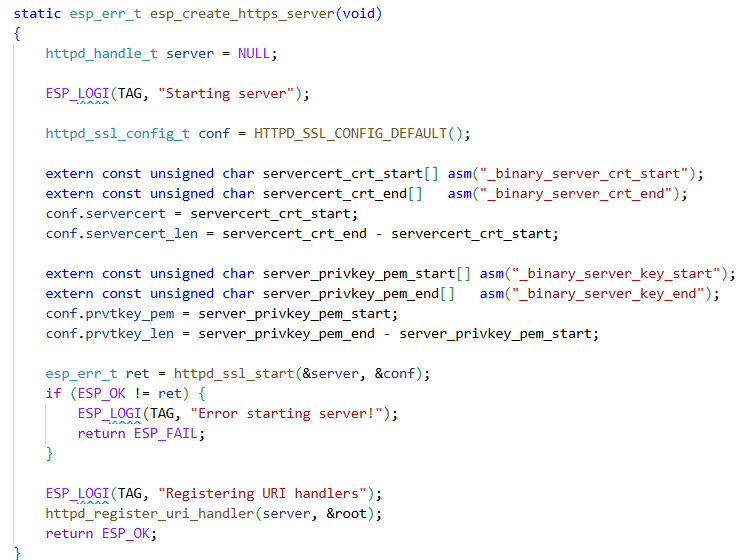 static esp_err_t esp_create_https_server(void)
{
    httpd_handle_t server = NULL;

    ESP_LOGI(TAG, "Starting server");

    httpd_ssl_config_t conf = HTTPD_SSL_CONFIG_DEFAULT();

    extern const unsigned char servercert_crt_start[] asm("_binary_server_crt_start");
    extern const unsigned char servercert_crt_end[]   asm("_binary_server_crt_end");
    conf.servercert = servercert_crt_start;
    conf.servercert_len = servercert_crt_end - servercert_crt_start;

    extern const unsigned char server_privkey_pem_start[] asm("_binary_server_key_start");
    extern const unsigned char server_privkey_pem_end[]   asm("_binary_server_key_end");
    conf.prvtkey_pem = server_privkey_pem_start;
    conf.prvtkey_len = server_privkey_pem_end - server_privkey_pem_start;

    esp_err_t ret = httpd_ssl_start(&server, &conf);
    if (ESP_OK != ret) {
        ESP_LOGI(TAG, "Error starting server!");
        return ESP_FAIL;
    }

    ESP_LOGI(TAG, "Registering URI handlers");
    httpd_register_uri_handler(server, &root);
    return ESP_OK;
}